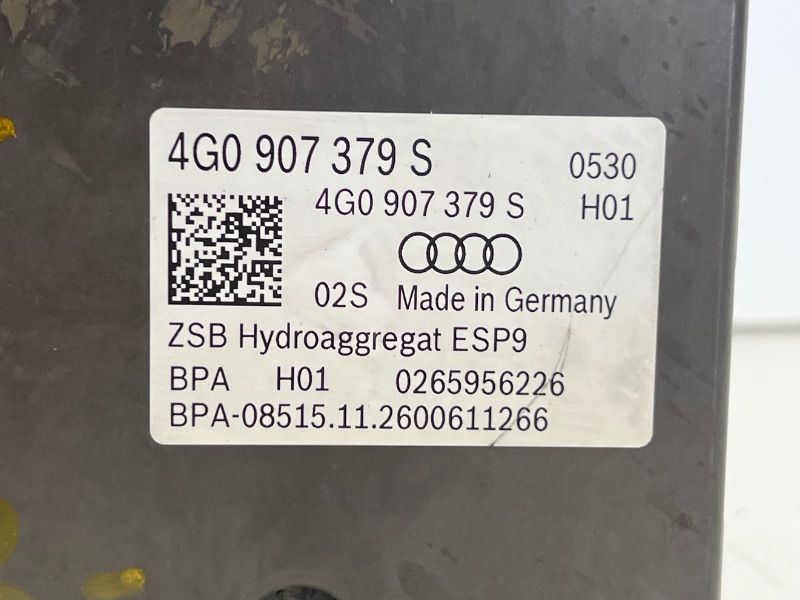 4G0 907 379 S 0530
4G0 907 379 S H01
02S Made in Germany
ZSB Hydroaggregat ESP9
BPA H01 0265956226
BPA-08515.11.2600611266